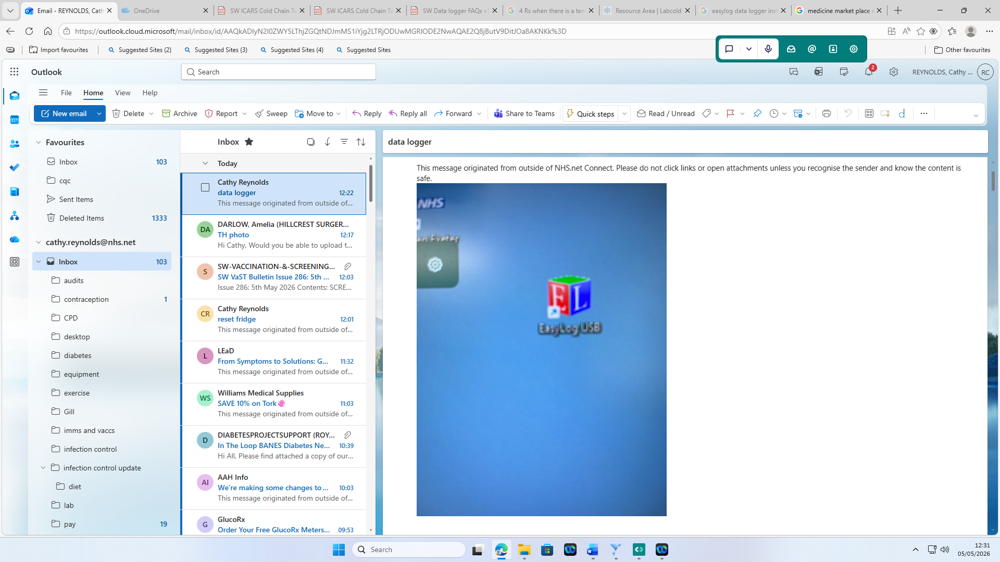 Email - REYNOLDS, Cath
OneDrive
SW ICARS Cold Chain To
SW ICARS Cold Chain To
SW Data logger FAQs v1
4 Rs when there is a tem
Resource Area | Labcold
easylog data logger inst
medicine market place r
https://outlook.cloud.microsoft/mail/inbox/id/AAQkADIyN2I0ZWY5LThjZGQtNDJmMS1iYjg2LTRjODUwMGRIODE2NwAQAE2Q8jButV9DitJOa8AKNKk%3D
Import favourites
Suggested Sites (2)
Suggested Sites (3)
Suggested Sites (4)
Suggested Sites
Other favourites
Outlook
Search
2
REYNOLDS, Cathy ...
RC
File
Home
View
Help
New email
Delete
Archive
Report
Sweep
Move to
Reply
Reply all
Forward
Share to Teams
Quick steps
Read / Unread
Favourites
Inbox 103
cqc
Sent Items
Deleted Items 1333
cathy.reynolds@nhs.net
Inbox 103
audits
contraception 1
CPD
desktop
diabetes
equipment
exercise
Gill
imms and vaccs
infection control
infection control update
diet
lab
pay 19
Inbox
Today
Cathy Reynolds
data logger 12:22
This message originated from outside of...
DA
DARLOW, Amelia (HILLCREST SURGER...
TH photo 12:17
Hi Cathy, Would you be able to upload t...
S
SW-VACCINATION-&-SCREENING...
SW VaST Bulletin Issue 286: 5th ... 12:03
Issue 286: 5th May 2026 Contents: SCRE...
CR
Cathy Reynolds
reset fridge 12:01
This message originated from outside of...
L
LEaD
From Symptoms to Solutions: G... 11:32
This message originated from outside of...
WS
Williams Medical Supplies
SAVE 10% on Tork 11:03
This message originated from outside of...
D
DIABETESPROJECTSUPPORT (ROY...
In The Loop BANES Diabetes Ne... 10:39
Hi All, Please find attached a copy of our...
AI
AAH Info
We're making some changes to ... 10:03
This message originated from outside of...
G
GlucoRx
Order Your Free GlucoRx Meters... 09:53
data logger
This message originated from outside of NHS.net Connect. Please do not click links or open attachments unless you recognise the sender and know the content is
safe.
NHS
EL
EasyLog USB
Search
12:31
05/05/2026